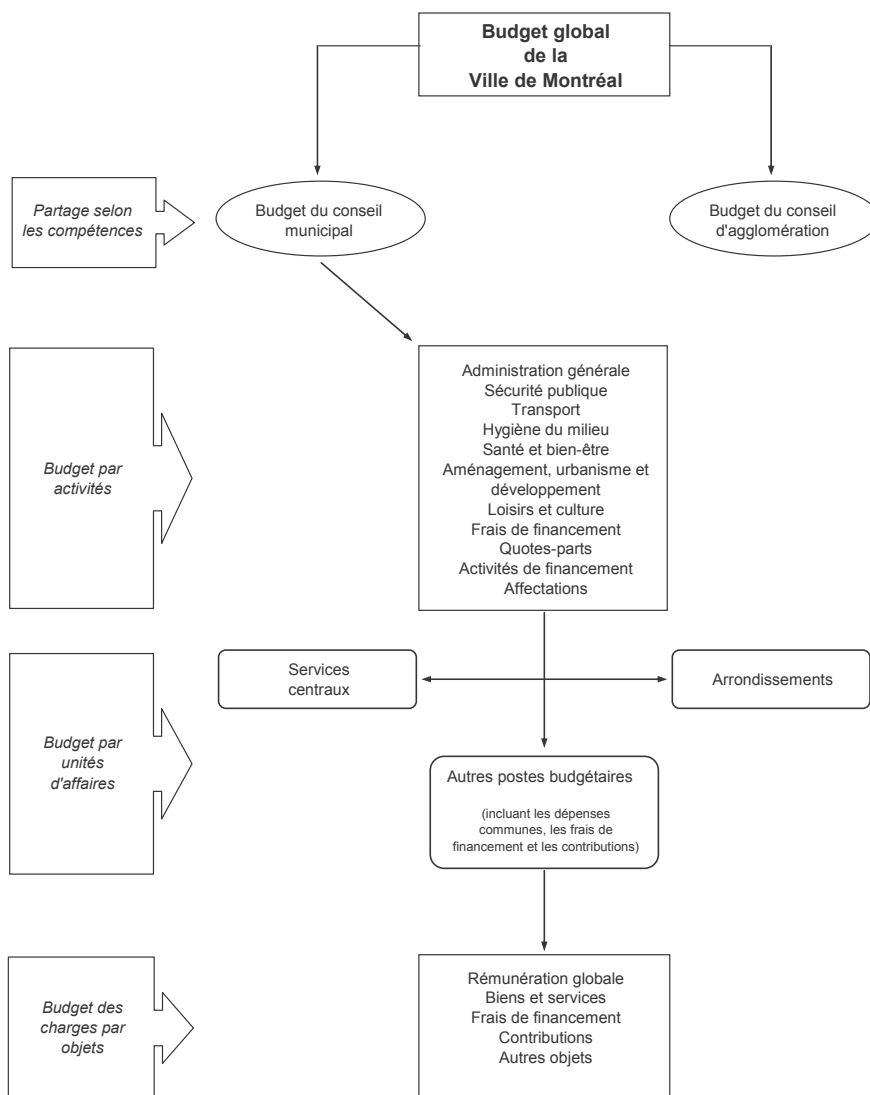 Budget global
de la
Ville de Montréal
Partage selon
les compétences
Budget du conseil
municipal
Budget du conseil
d'agglomération
Budget par
activités
Administration générale
Sécurité publique
Transport
Hygiène du milieu
Santé et bien-être
Aménagement, urbanisme et
développement
Loisirs et culture
Frais de financement
Quotes-parts
Activités de financement
Affectations
Services
centraux
Arrondissements
Budget par
unités
d'affaires
Autres postes budgétaires
(incluant les dépenses
communes, les frais de
financement et les contributions)
Budget des
charges par
objets
Rémunération globale
Biens et services
Frais de financement
Contributions
Autres objets